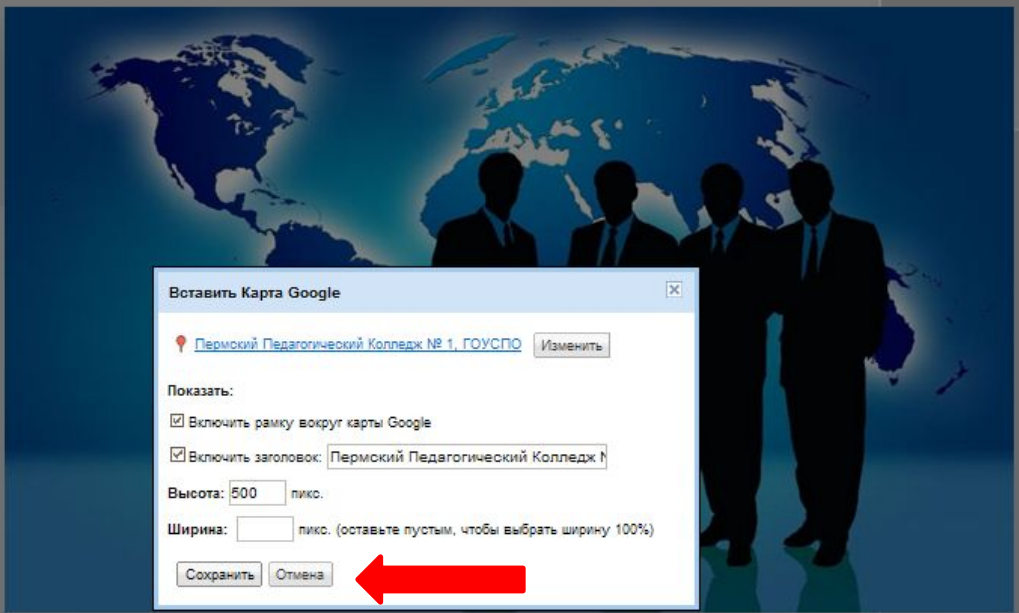 Вставить Карта Google
Пермский Педагогический Колледж № 1, ГОУСПО Изменить
Показать:
Включить рамку вокруг карты Google
Включить заголовок: Пермский Педагогический Колледж
Высота: 500 пикс.
Ширина: пикс. (оставьте пустым, чтобы выбрать ширину 100%)
Сохранить Отмена